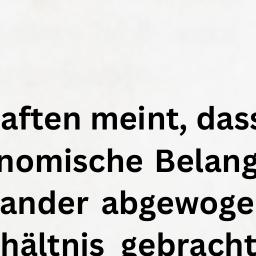 aften meint, dass
nomische Belang
ander abgewoge
hältnis gebracht